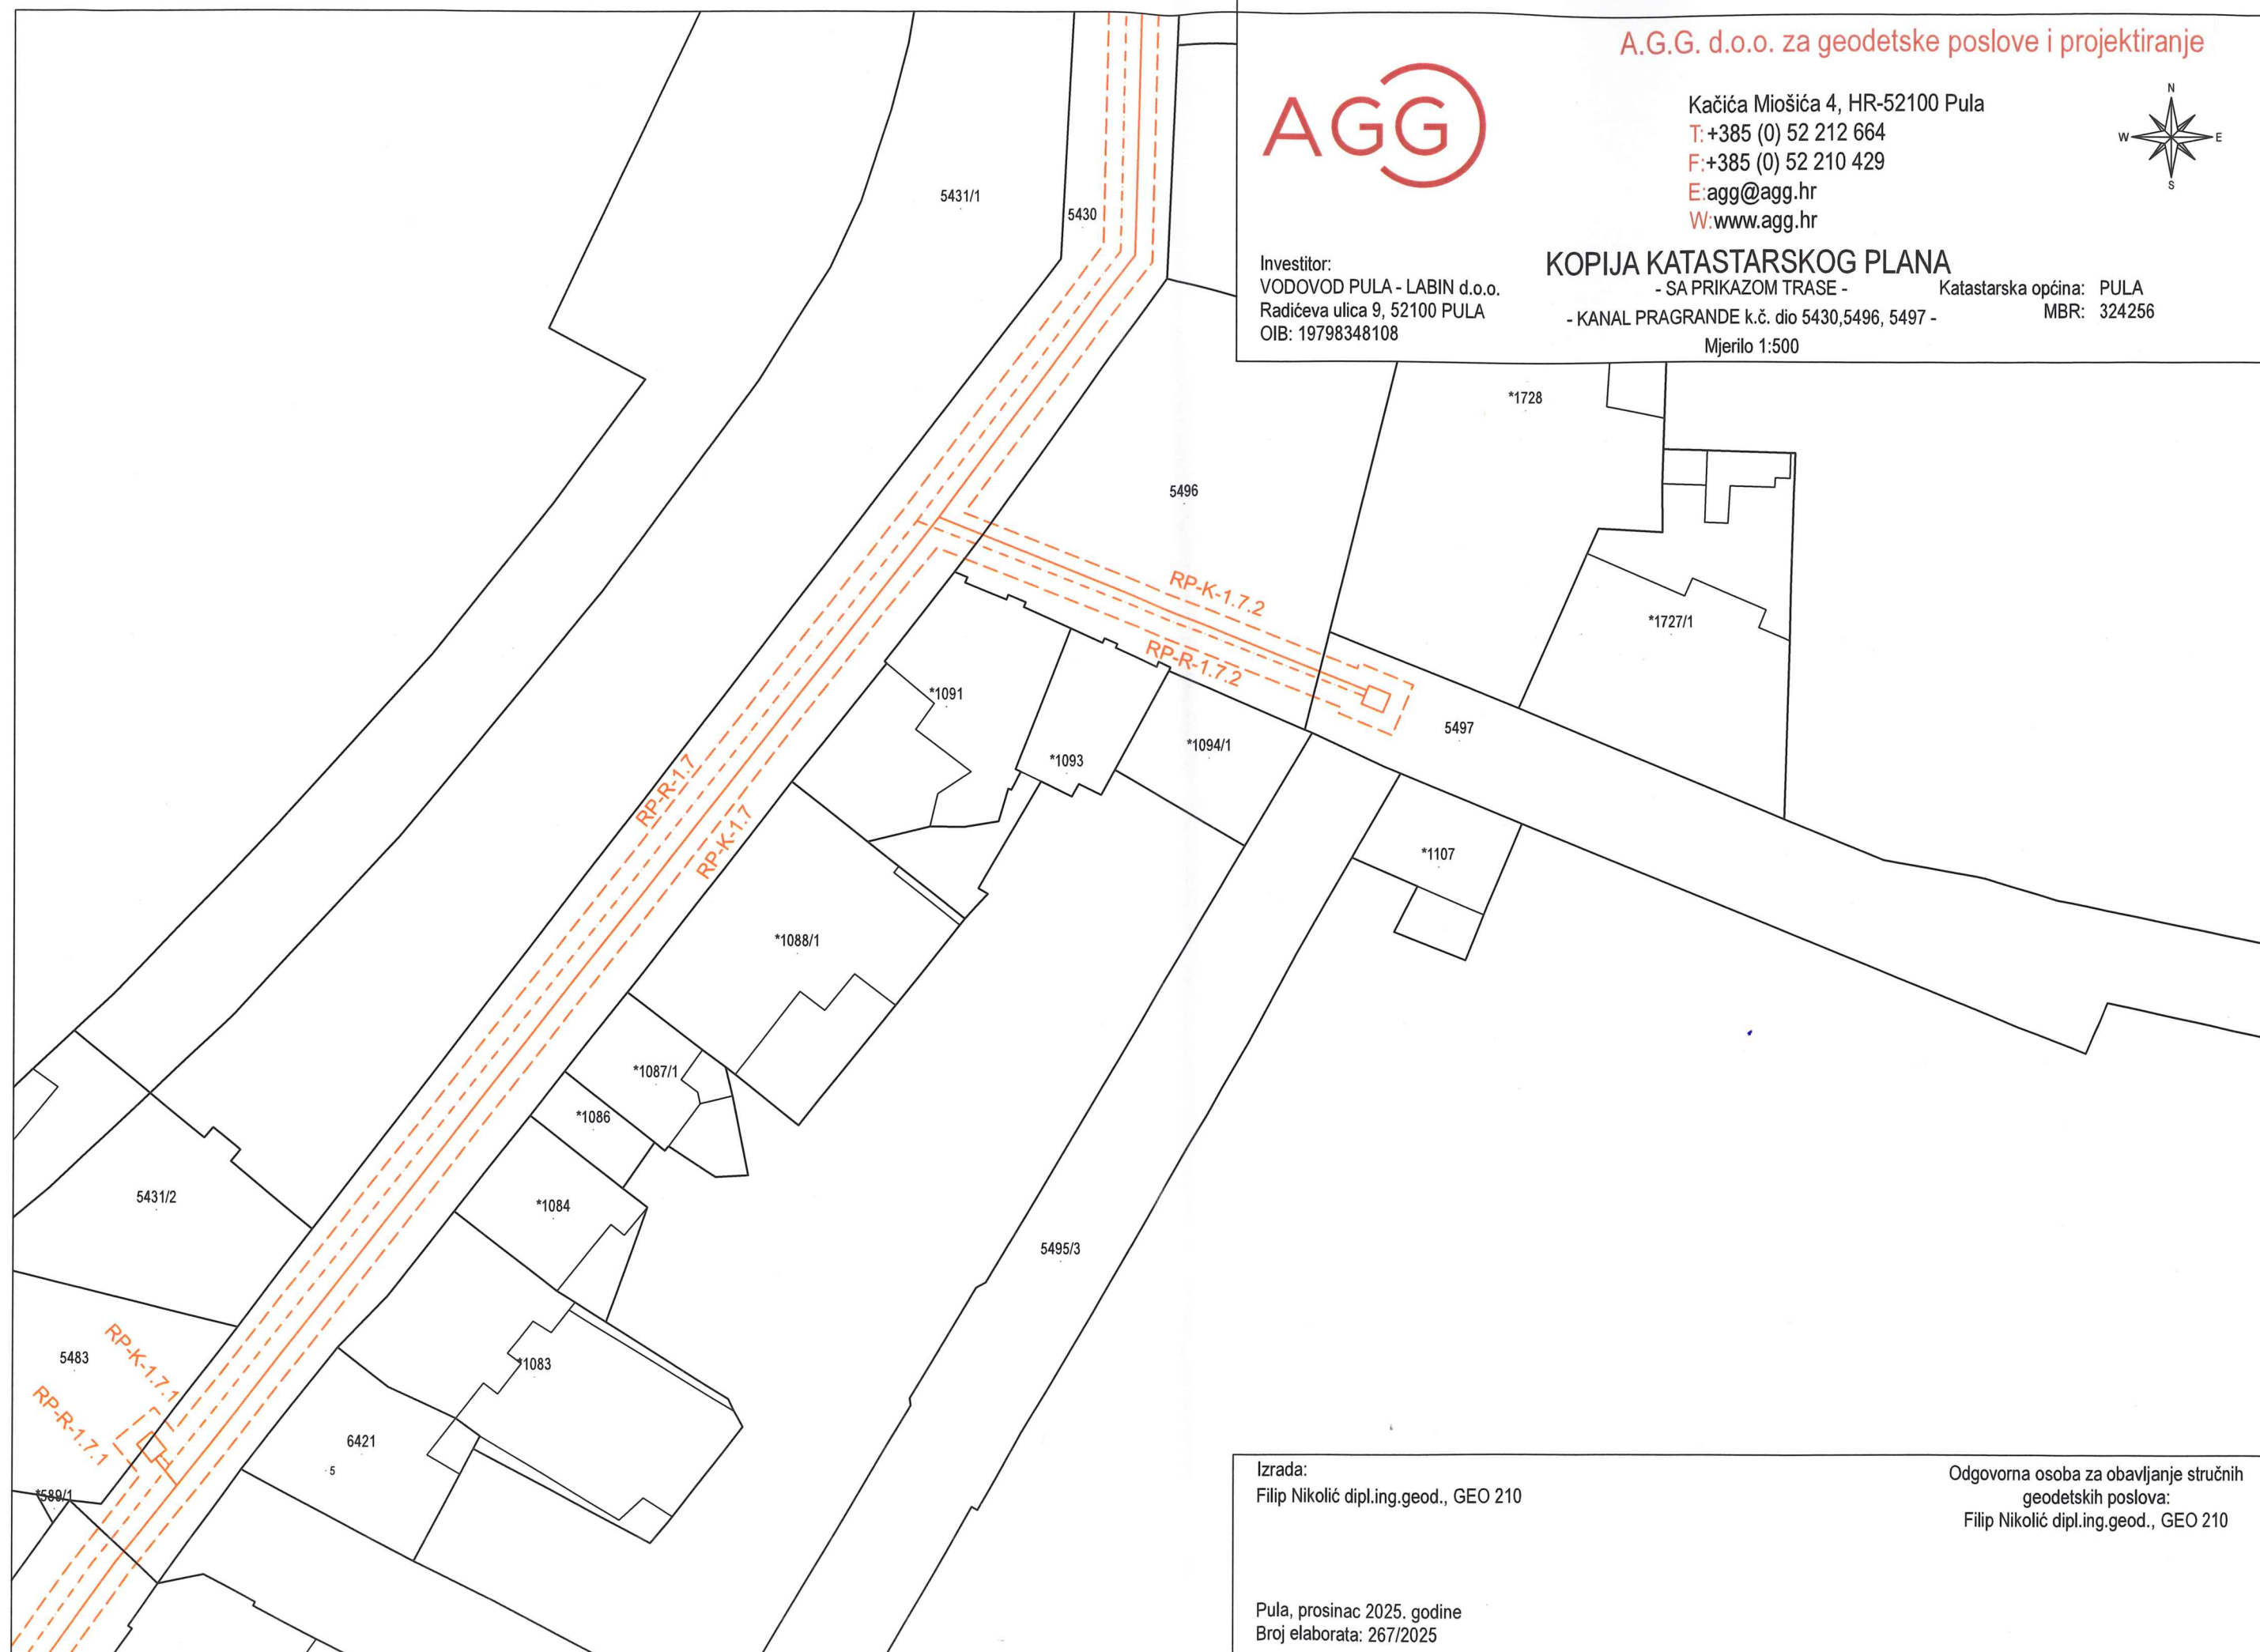 A.G.G. d.o.o. za geodetske poslove i projektiranje
AGG
Kačića Miošića 4, HR-52100 Pula
T:+385 (0) 52 212 664
F:+385 (0) 52 210 429
E:agg@agg.hr
W:www.agg.hr
N
W
E
S
Investitor:
VODOVOD PULA - LABIN d.o.o.
Radićeva ulica 9, 52100 PULA
OIB: 19798348108
KOPIJA KATASTARSKOG PLANA
- SA PRIKAZOM TRASE -
- KANAL PRAGRANDE k.č. dio 5430,5496, 5497 -
Mjerilo 1:500
Katastarska općina: PULA
MBR: 324256
5431/1
5430
*1728
5496
RP-K-1.7.2
*1727/1
RP-R-1.7.2
*1091
5497
*1094/1
*1093
RP-R-1.7
RP-K-1.7
*1107
*1088/1
*1087/1
*1086
5431/2
*1084
5495/3
5483
RP-K-1.7.1
*1083
RP-R-1.7.1
6421
5
*589/1
Izrada:
Filip Nikolić dipl.ing.geod., GEO 210
Odgovorna osoba za obavljanje stručnih
geodetskih poslova:
Filip Nikolić dipl.ing.geod., GEO 210
Pula, prosinac 2025. godine
Broj elaborata: 267/2025